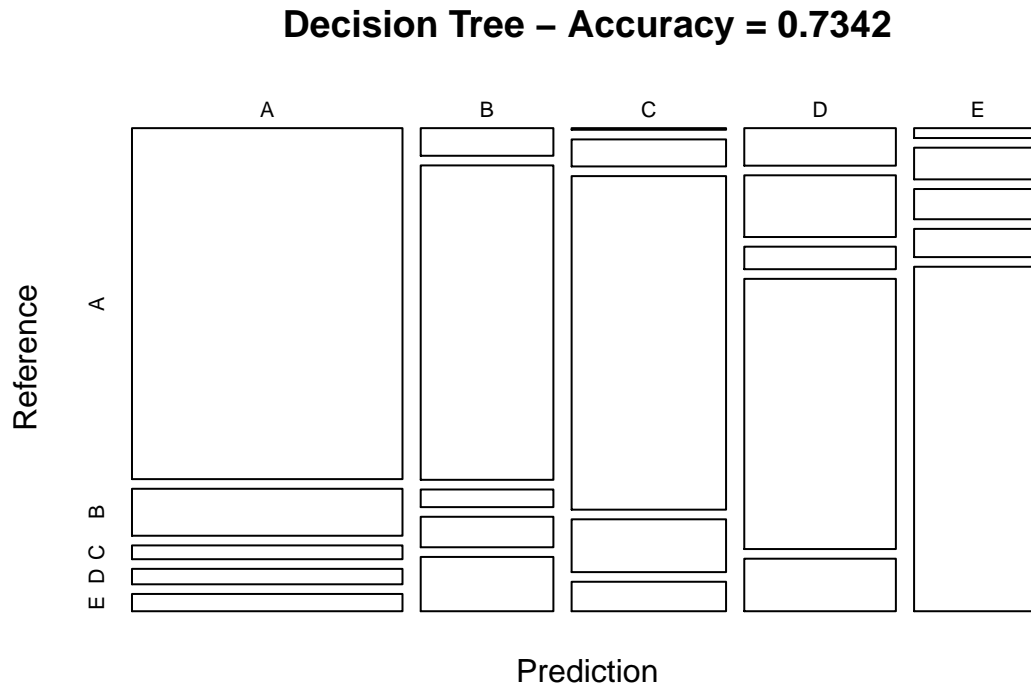 Decision Tree – Accuracy = 0.7342
A B C D E
Reference
A
B
C
D
E
Prediction